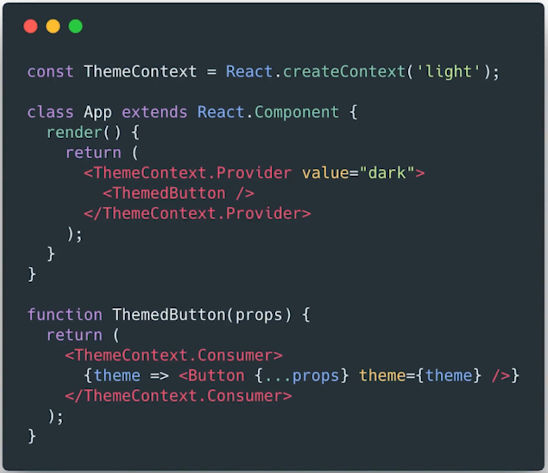 const ThemeContext = React.createContext('light');

class App extends React.Component {
  render() {
    return (
      <ThemeContext.Provider value="dark">
        <ThemedButton />
      </ThemeContext.Provider>
    );
  }
}

function ThemedButton(props) {
  return (
    <ThemeContext.Consumer>
      {theme => <Button {...props} theme={theme} />}
    </ThemeContext.Consumer>
  );
}